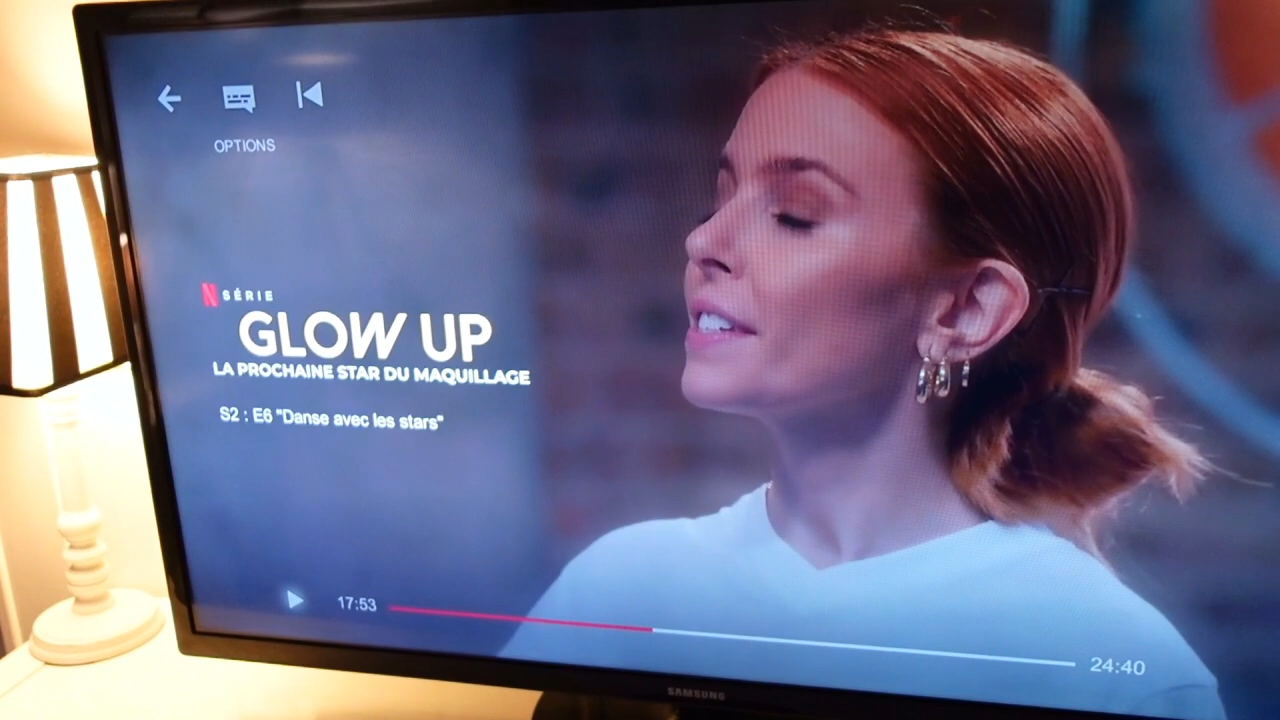 OPTIONS
N SÉRIE
GLOW UP
LA PROCHAINE STAR DU MAQUILLAGE
S2 : E6 "Danse avec les stars"
17:53
24:40
SAMSUNG